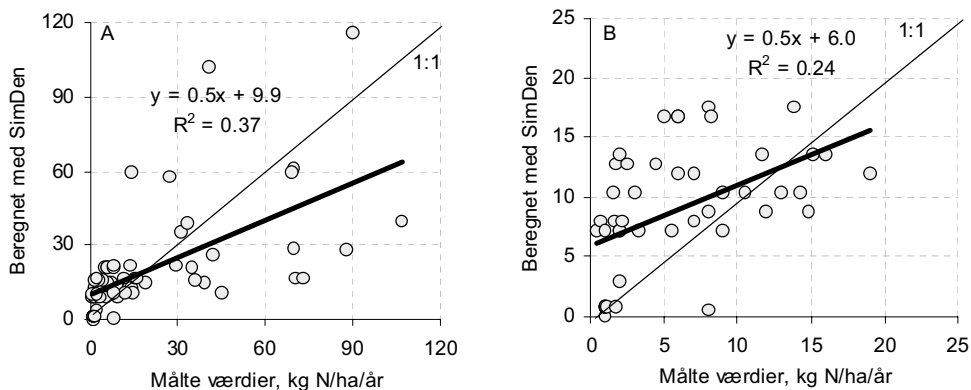 A
Beregnet med SimDen
120
90
60
30
0
y = 0.5x + 9.9
R² = 0.37
1:1
0 30 60 90 120
Målte værdier, kg N/ha/år
B
Beregnet med SimDen
25
20
15
10
5
0
y = 0.5x + 6.0
R² = 0.24
1:1
0 5 10 15 20 25
Målte værdier, kg N/ha/år